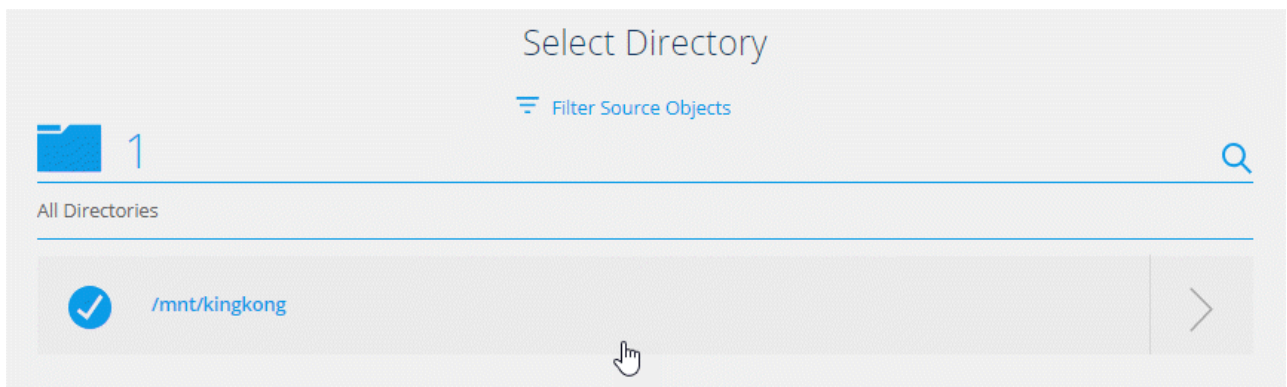 Select Directory
Filter Source Objects
1
All Directories
/mnt/kingkong